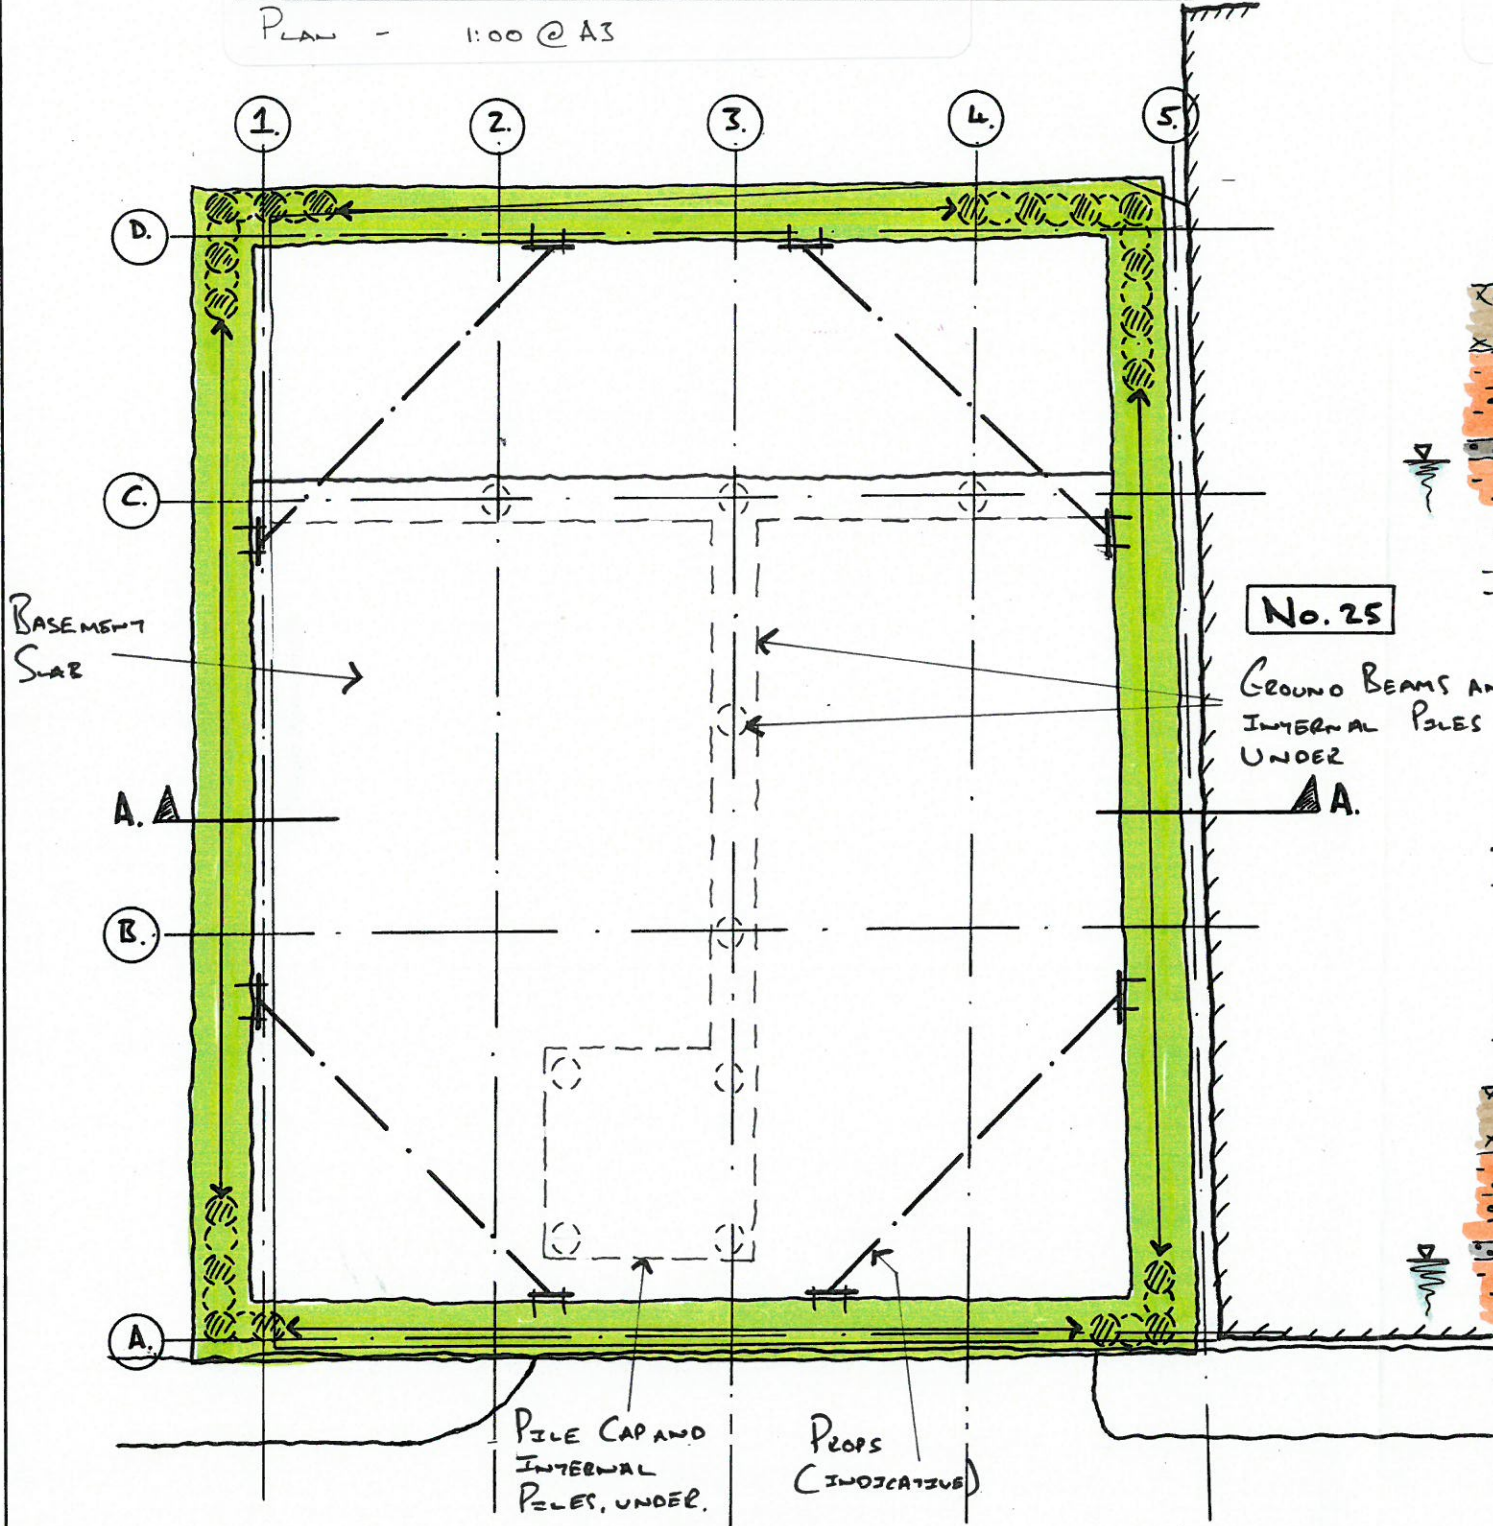 PLAN - 1:00 @ A3
1. 2. 3. 4. 5.
D.
C.
BASEMENT
SLAB
No. 25
GROUND BEAMS
INTERNAL PILES
UNDER
A. A.
B.
A.
PILE CAP AND
INTERNAL
PILES, UNDER.
PROPS
(INDICATIVE)